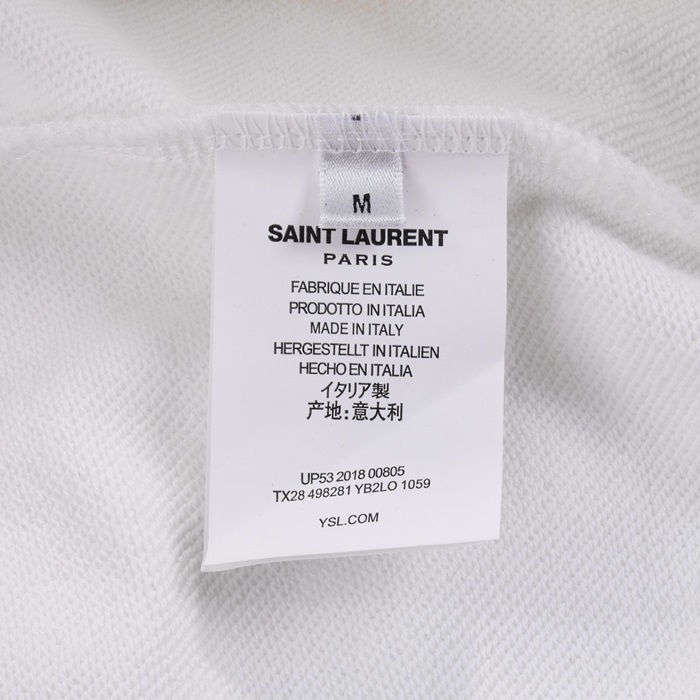 M
SAINT LAURENT
PARIS
FABRIQUE EN ITALIE
PRODOTTO IN ITALIA
MADE IN ITALY
HERGESTELLT IN ITALIEN
HECHO EN ITALIA
イタリア製
产地:意大利
UP53 2018 00805
TX28 498281 YB2LO 1059
YSL.COM